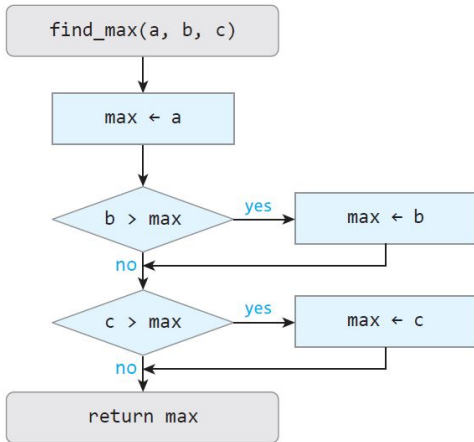 find_max(a, b, c)
max ← a
b > max
yes
max ← b
no
c > max
yes
max ← c
no
return max